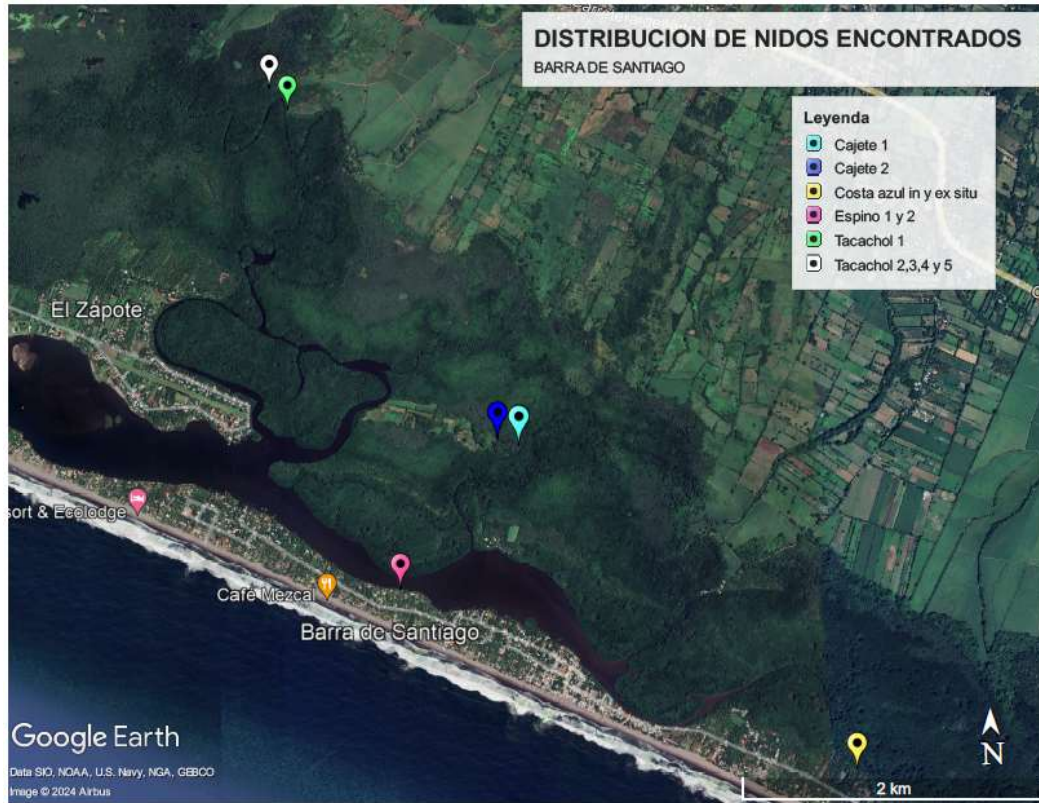 DISTRIBUCION DE NIDOS ENCONTRADOS
BARRA DE SANTIAGO
Leyenda
Cajete 1
Cajete 2
Costa azul in y ex situ
Espino 1 y 2
Tacachol 1
Tacachol 2,3,4 y 5
El Zapote
sort & Ecolodge
Café Mezcal
Barra de Santiago
Google Earth
Data SIO, NOAA, U.S. Navy, NGA, GEBCO
Image © 2024 Airbus
N
2 km